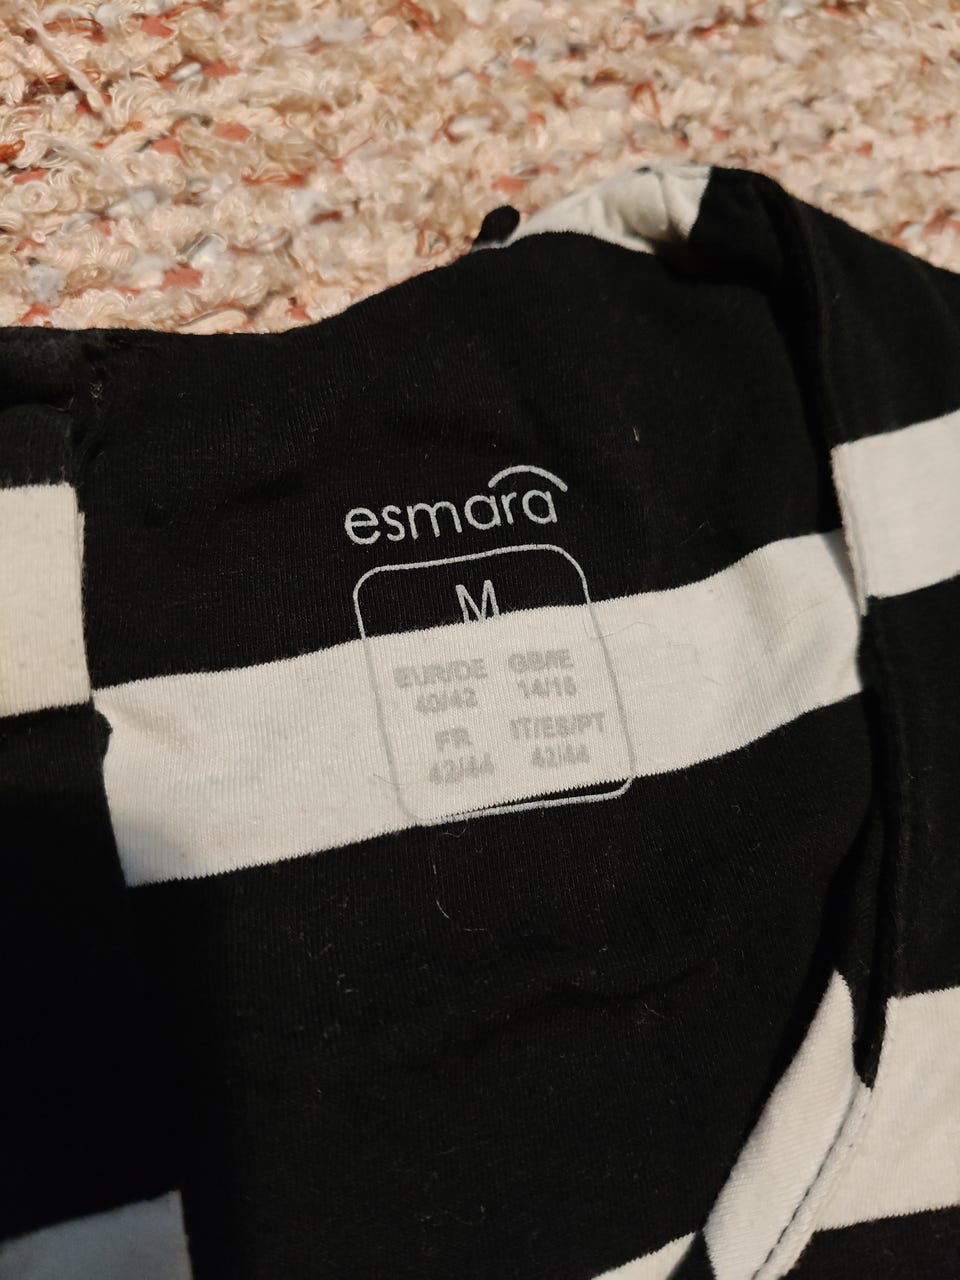 esmara
M
EUR/DE GB/IE
40/42 14/16
FR IT/ES/PT
42/44 42/44